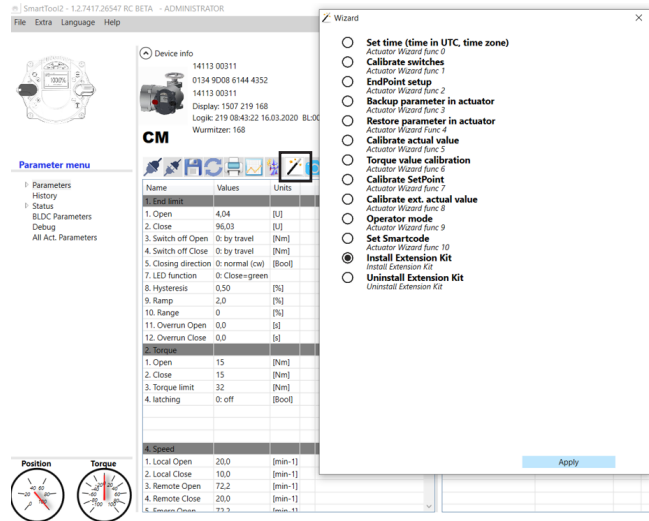 SmartTool2 - 1.2.7417.26547 RC BETA - ADMINISTRATOR
File Extra Language Help
Device info
14113 00311
0134 9D08 6144 4352
14113 00311
Display: 1507 219 168
Logik: 219 08:43:22 16.03.2020 BL:00
Wurmitzer: 168
CM
Parameter menu
Parameters
History
Status
BLDC Parameters
Debug
All Act. Parameters
Name Values Units
1. End limit
1. Open 4,04 [U]
2. Close 96,03 [U]
3. Switch off Open 0: by travel [Nm]
4. Switch off Close 0: by travel [Nm]
5. Closing direction 0: normal (cw) [Bool]
7. LED function 0: Close=green
8. Hysteresis 0,50 [%]
9. Ramp 2,0 [%]
10. Range 0 [%]
11. Overrun Open 0,0 [s]
12. Overrun Close 0,0 [s]
2. Torque
1. Open 15 [Nm]
2. Close 15 [Nm]
3. Torque limit 32 [Nm]
4. latching 0: off [Bool]
4. Speed
1. Local Open 20,0 [min-1]
2. Local Close 10,0 [min-1]
3. Remote Open 72,2 [min-1]
4. Remote Close 20,0 [min-1]
5. Emerg Open 72,2 [min-1]
Position Torque
Wizard
Set time (time in UTC, time zone)
Actuator Wizard func 0
Calibrate switches
Actuator Wizard func 1
EndPoint setup
Actuator Wizard func 2
Backup parameter in actuator
Actuator Wizard func 3
Restore parameter in actuator
Actuator Wizard Func 4
Calibrate actual value
Actuator Wizard func 5
Torque value calibration
Actuator Wizard func 6
Calibrate SetPoint
Actuator Wizard func 7
Calibrate ext. actual value
Actuator Wizard func 8
Operator mode
Actuator Wizard func 9
Set Smartcode
Actuator Wizard func 10
Install Extension Kit
Install Extension Kit
Uninstall Extension Kit
Uninstall Extension Kit
Apply